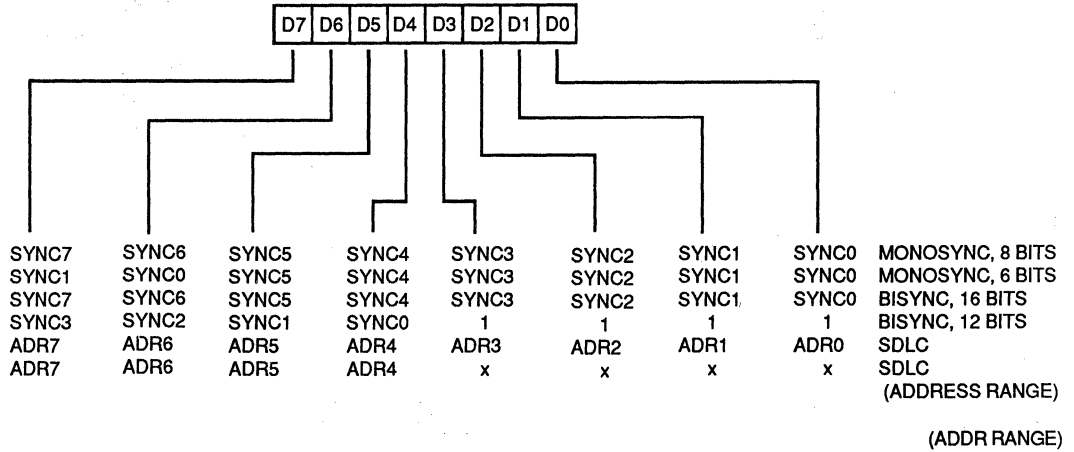 D7 D6 D5 D4 D3 D2 D1 D0
SYNC7 SYNC6 SYNC5 SYNC4 SYNC3 SYNC2 SYNC1 SYNC0 MONOSYNC, 8 BITS
SYNC1 SYNC0 SYNC5 SYNC4 SYNC3 SYNC2 SYNC1 SYNC0 MONOSYNC, 6 BITS
SYNC7 SYNC6 SYNC5 SYNC4 SYNC3 SYNC2 SYNC1 SYNC0 BISYNC, 16 BITS
SYNC3 SYNC2 SYNC1 SYNC0 1 1 1 1 BISYNC, 12 BITS
ADR7 ADR6 ADR5 ADR4 ADR3 ADR2 ADR1 ADR0 SDLC
ADR7 ADR6 ADR5 ADR4 x x x x SDLC
(ADDRESS RANGE)
(ADDR RANGE)